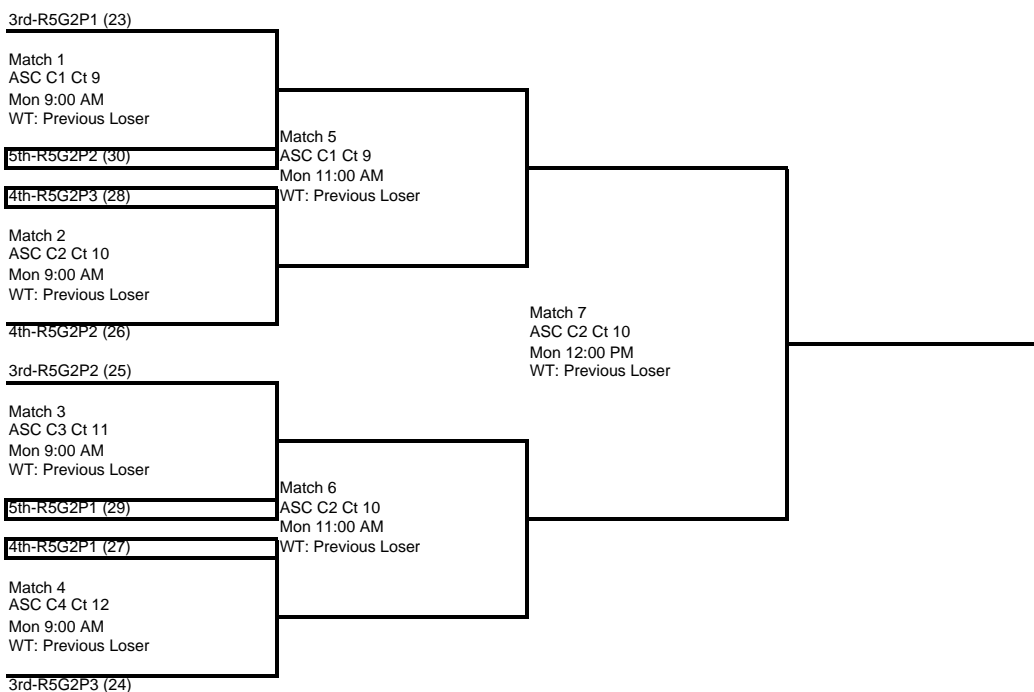 3rd-R5G2P1 (23)
Match 1
ASC C1 Ct 9
Mon 9:00 AM
WT: Previous Loser
5th-R5G2P2 (30)
4th-R5G2P3 (28)
Match 2
ASC C2 Ct 10
Mon 9:00 AM
WT: Previous Loser
4th-R5G2P2 (26)
3rd-R5G2P2 (25)
Match 3
ASC C3 Ct 11
Mon 9:00 AM
WT: Previous Loser
5th-R5G2P1 (29)
4th-R5G2P1 (27)
Match 4
ASC C4 Ct 12
Mon 9:00 AM
WT: Previous Loser
3rd-R5G2P3 (24)
Match 5
ASC C1 Ct 9
Mon 11:00 AM
WT: Previous Loser
Match 6
ASC C2 Ct 10
Mon 11:00 AM
WT: Previous Loser
Match 7
ASC C2 Ct 10
Mon 12:00 PM
WT: Previous Loser